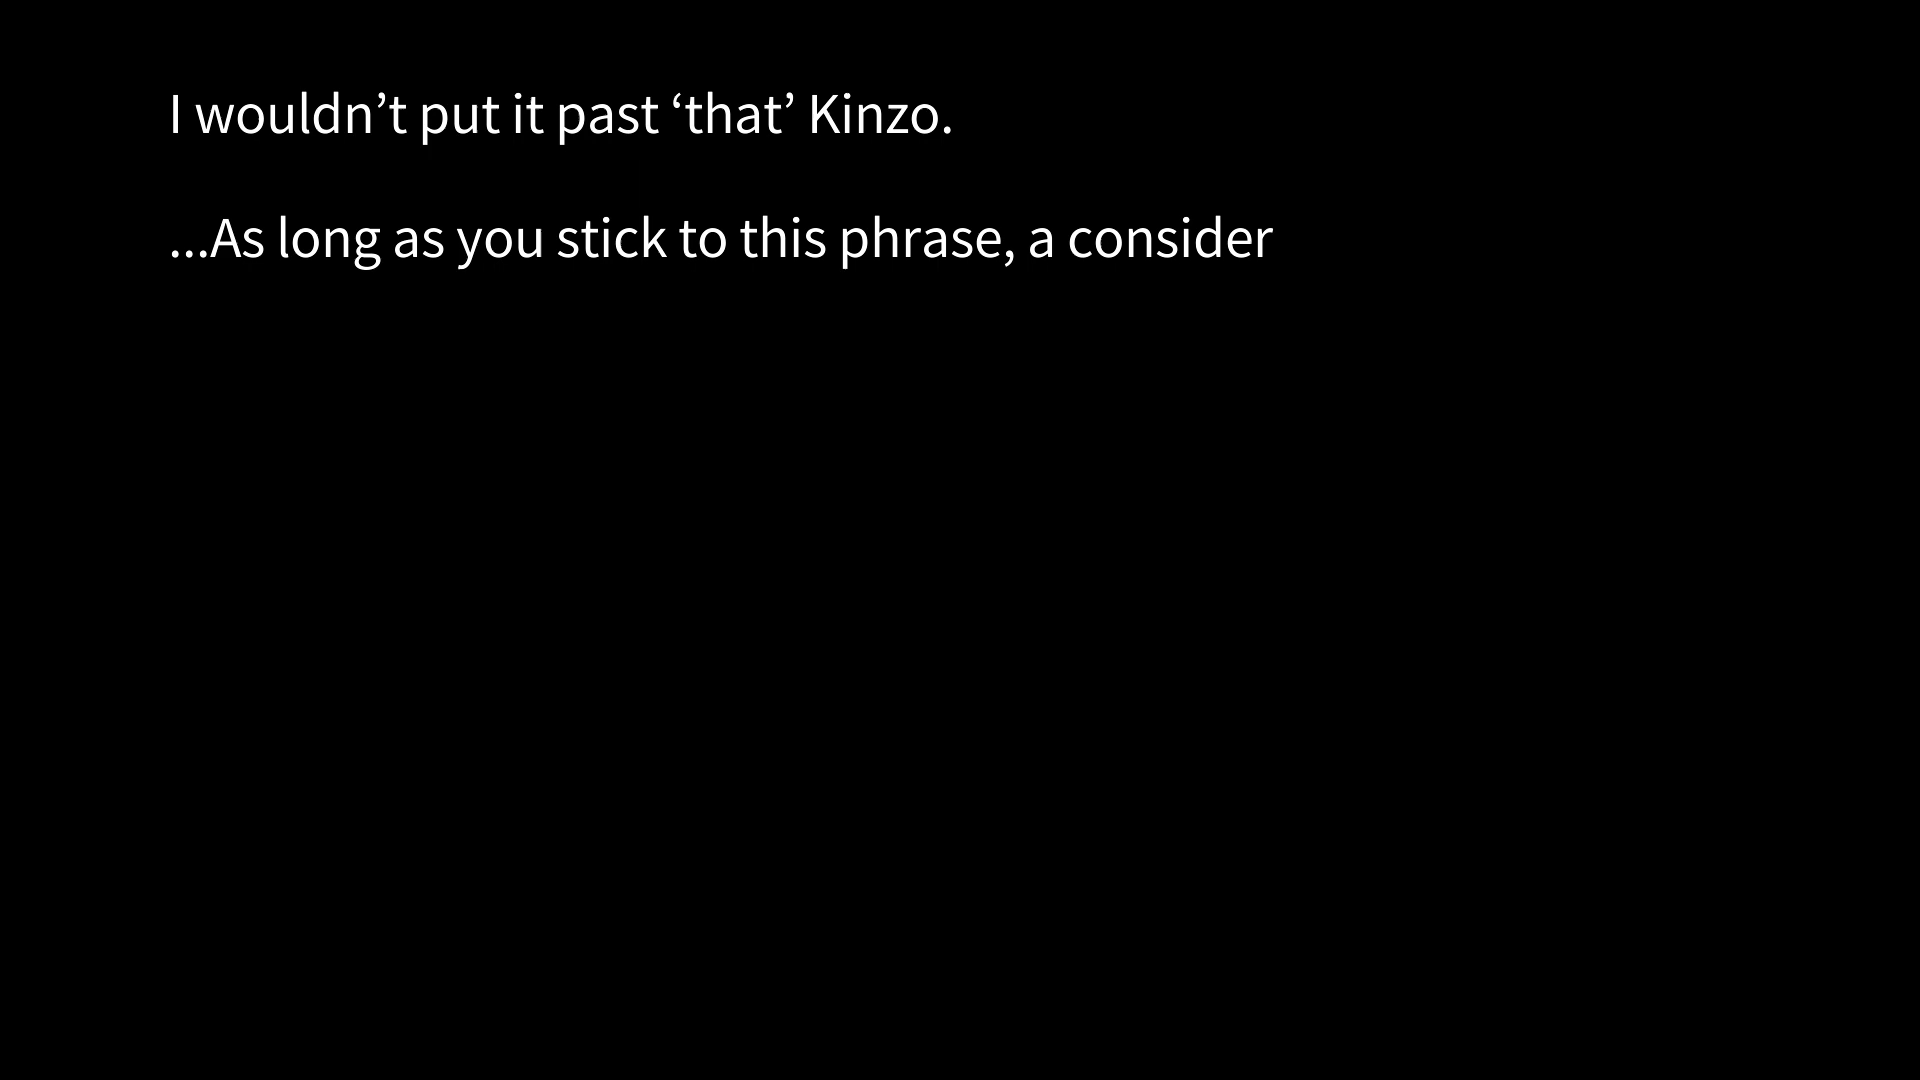 I wouldn’t put it past ‘that’ Kinzo.
...As long as you stick to this phrase, a consider